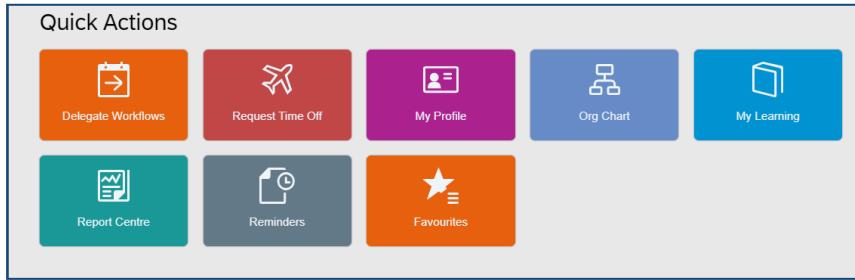 Quick Actions
Delegate Workflows
Request Time Off
My Profile
Org Chart
My Learning
Report Centre
Reminders
Favourites